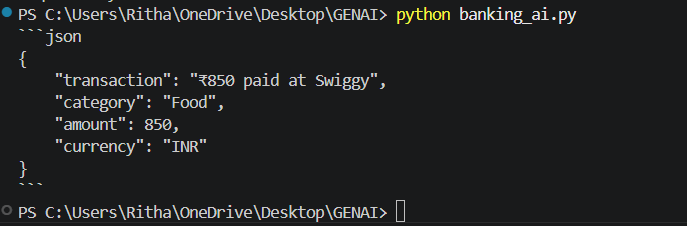 PS C:\Users\Ritha\OneDrive\Desktop\GENAI> python banking_ai.py
```json
{
    "transaction": "₹850 paid at Swiggy",
    "category": "Food",
    "amount": 850,
    "currency": "INR"
}
```
PS C:\Users\Ritha\OneDrive\Desktop\GENAI>